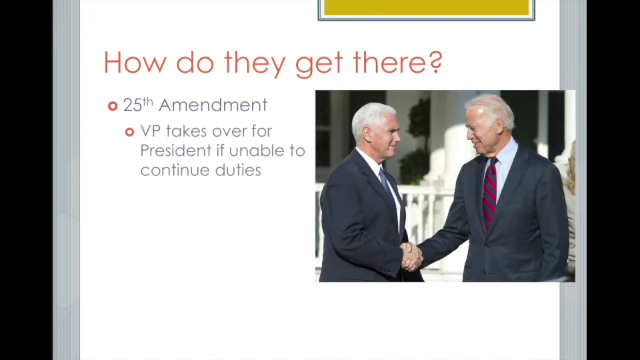 How do they get there?
25th Amendment
VP takes over for
President if unable to
continue duties